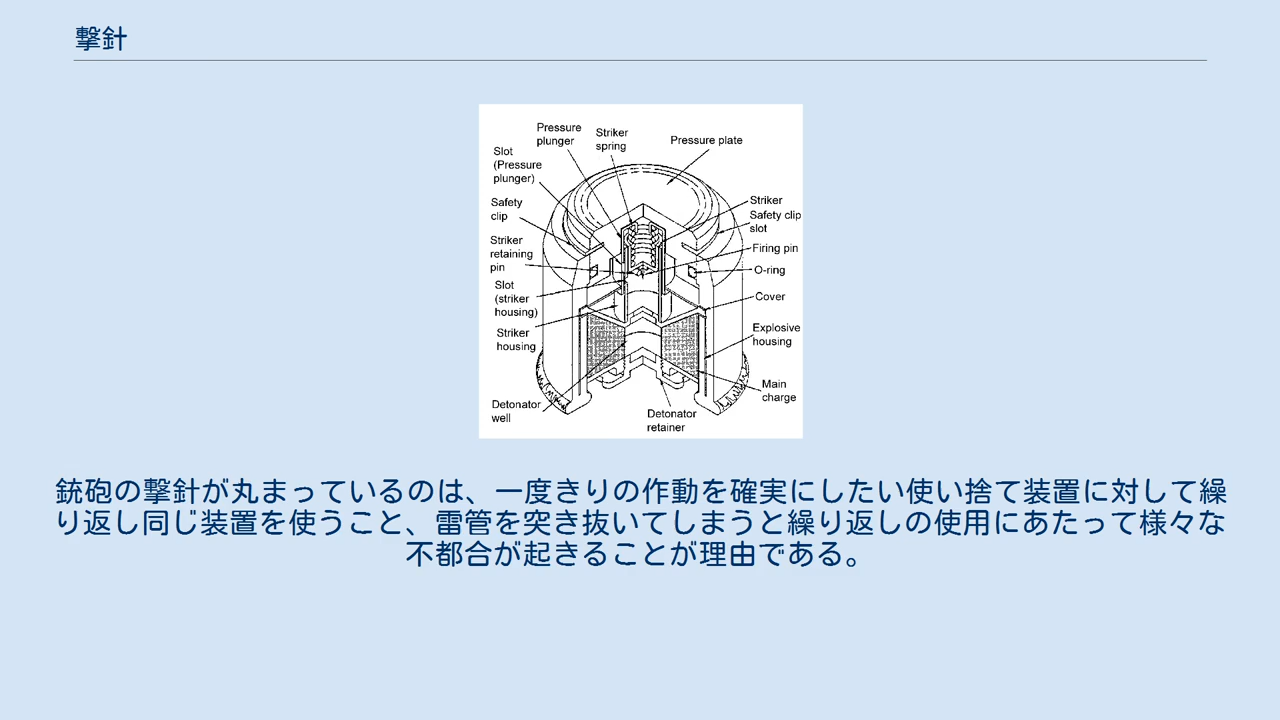 撃針
Pressure
plunger
Striker
spring
Pressure plate
Slot
(Pressure
plunger)
Safety
clip
Striker
retaining
pin
Slot
(striker
housing)
Striker
housing
Detonator
well
Striker
Safety clip
slot
Firing pin
O-ring
Cover
Explosive
housing
Main
charge
Detonator
retainer
銃砲の撃針が丸まっているのは、一度きりの作動を確実にしたい使い捨て装置に対して繰
り返し同じ装置を使うこと、雷管を突き抜いてしまうと繰り返しの使用にあたって様々な
不都合が起きることが理由である。